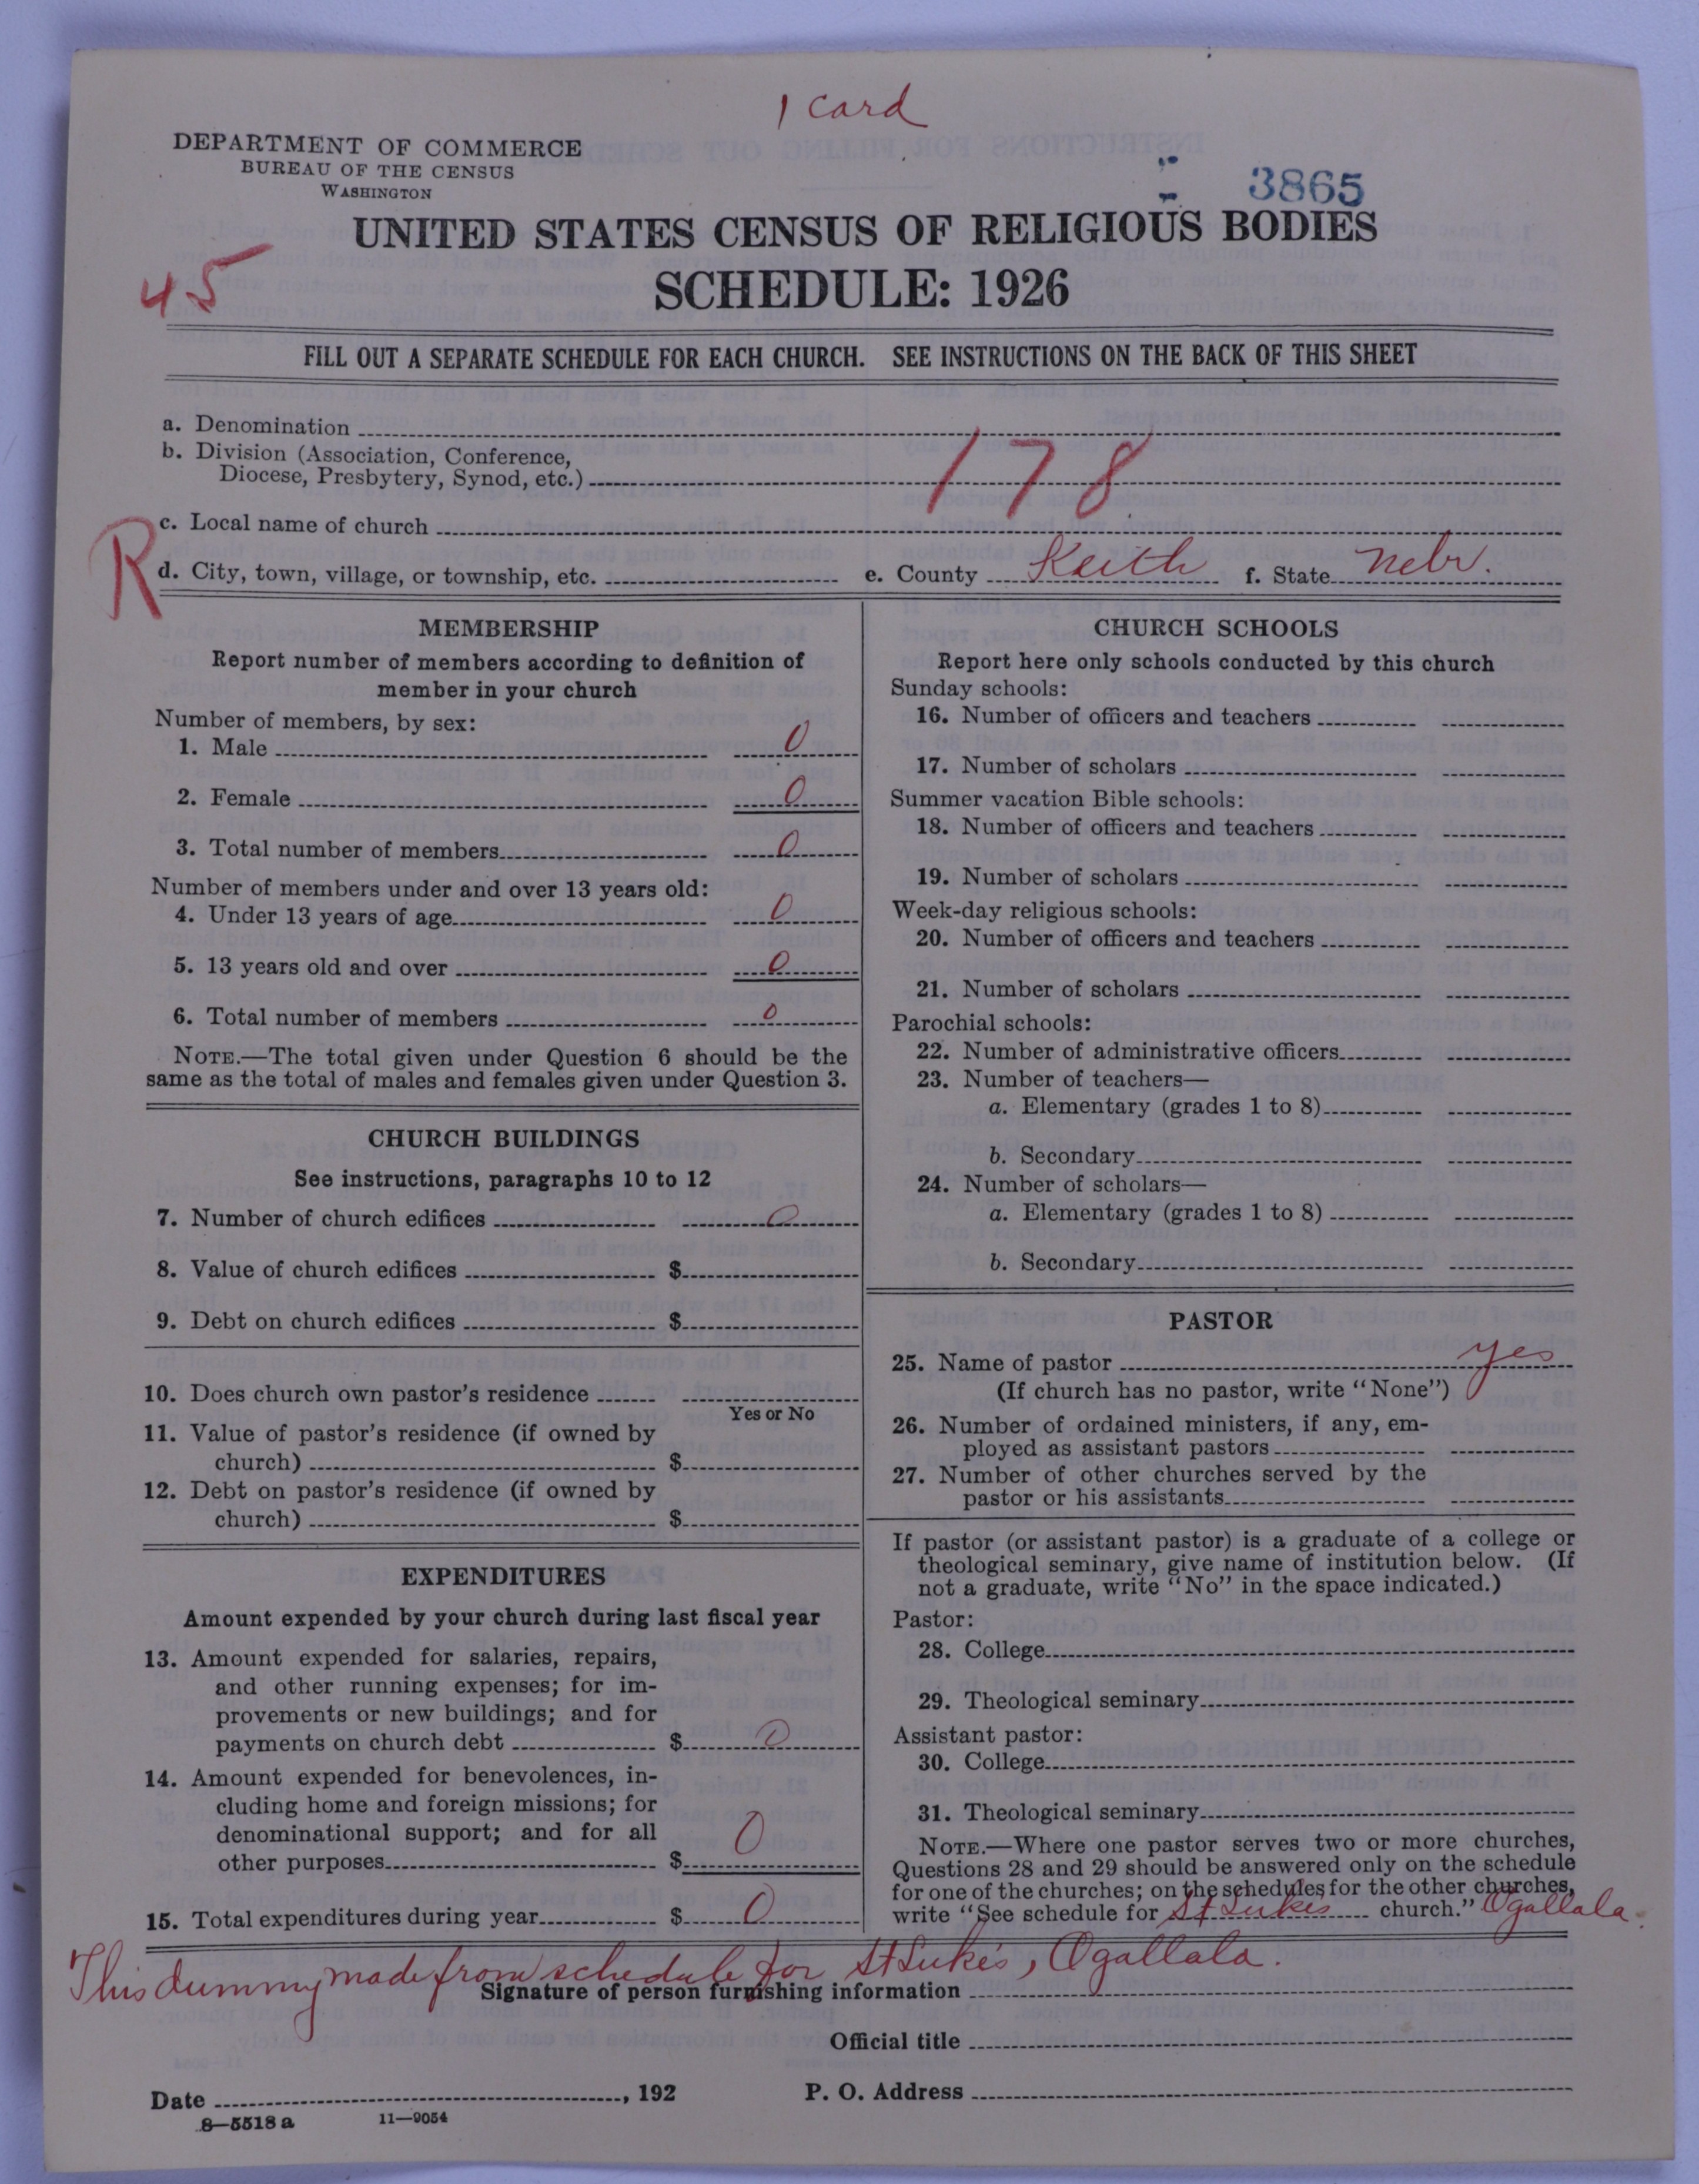 1 Card
DEPARTMENT OF COMMERCE
BUREAU OF THE CENSUS
WASHINGTON
3865
UNITED STATES CENSUS OF RELIGIOUS BODIES
45
SCHEDULE: 1926
FILL OUT A SEPARATE SCHEDULE FOR EACH CHURCH. SEE INSTRUCTIONS ON THE BACK OF THIS SHEET
a. Denomination
b. Division (Association, Conference,
Diocese, Presbytery, Synod, etc.)
178
c. Local name of church
R
d. City, town, village, or township, etc. e. County Keith f. State Nebr.
MEMBERSHIP
Report number of members according to definition of
member in your church
Number of members, by sex:
1. Male 0
2. Female 0
3. Total number of members 0
Number of members under and over 13 years old:
4. Under 13 years of age 0
5. 13 years old and over 0
6. Total number of members 0
NOTE.—The total given under Question 6 should be the
same as the total of males and females given under Question 3.
CHURCH BUILDINGS
See instructions, paragraphs 10 to 12
7. Number of church edifices 0
8. Value of church edifices $
9. Debt on church edifices $
10. Does church own pastor's residence
Yes or No
11. Value of pastor's residence (if owned by
church) $
12. Debt on pastor's residence (if owned by
church) $
EXPENDITURES
Amount expended by your church during last fiscal year
13. Amount expended for salaries, repairs,
and other running expenses; for im-
provements or new buildings; and for
payments on church debt $ 0
14. Amount expended for benevolences, in-
cluding home and foreign missions; for
denominational support; and for all
other purposes $ 0
15. Total expenditures during year $ 0
CHURCH SCHOOLS
Report here only schools conducted by this church
Sunday schools:
16. Number of officers and teachers
17. Number of scholars
Summer vacation Bible schools:
18. Number of officers and teachers
19. Number of scholars
Week-day religious schools:
20. Number of officers and teachers
21. Number of scholars
Parochial schools:
22. Number of administrative officers
23. Number of teachers—
a. Elementary (grades 1 to 8)
b. Secondary
24. Number of scholars—
a. Elementary (grades 1 to 8)
b. Secondary
PASTOR
25. Name of pastor yes
(If church has no pastor, write "None")
26. Number of ordained ministers, if any, em-
ployed as assistant pastors
27. Number of other churches served by the
pastor or his assistants
If pastor (or assistant pastor) is a graduate of a college or
theological seminary, give name of institution below. (If
not a graduate, write "No" in the space indicated.)
Pastor:
28. College
29. Theological seminary
Assistant pastor:
30. College
31. Theological seminary
NOTE.—Where one pastor serves two or more churches,
Questions 28 and 29 should be answered only on the schedule
for one of the churches; on the schedules for the other churches,
write "See schedule for St Luke's church." Ogallala.
This dummy made from schedule for St Luke's, Ogallala.
Signature of person furnishing information
Official title
Date , 192 P. O. Address
8—5518 a 11—9054